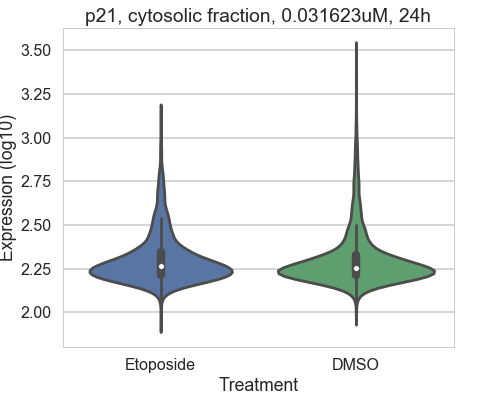 p21, cytosolic fraction, 0.031623uM, 24h
Expression (log10)
3.50
3.25
3.00
2.75
2.50
2.25
2.00
Etoposide
DMSO
Treatment